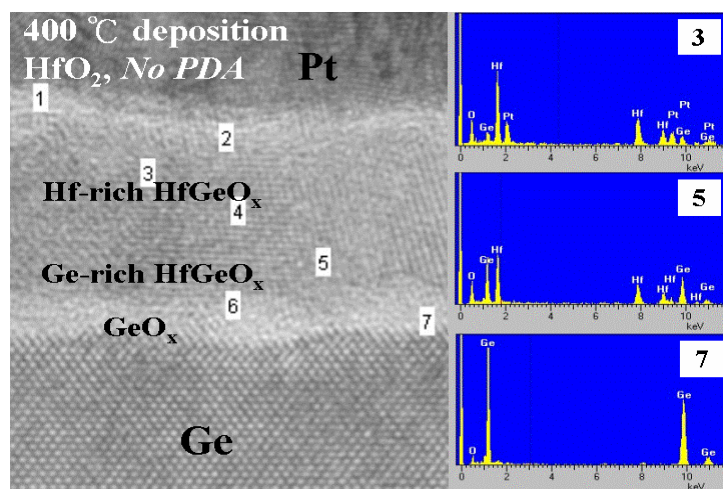 400 ℃ deposition
HfO₂, No PDA
Pt
1
2
3
Hf-rich HfGeOₓ
4
5
Ge-rich HfGeOₓ
6
GeOₓ
7
Ge
3
Hf
O
Ge
Pt
Hf
Hf
Pt
Pt
Ge
Pt
Ge
0 2 4 6 8 10
keV
5
O
Ge
Hf
Hf
Hf
Hf
Ge
Hf
Ge
0 2 4 6 8 10
keV
7
O
Ge
Ge
Ge
0 2 4 6 8 10
keV